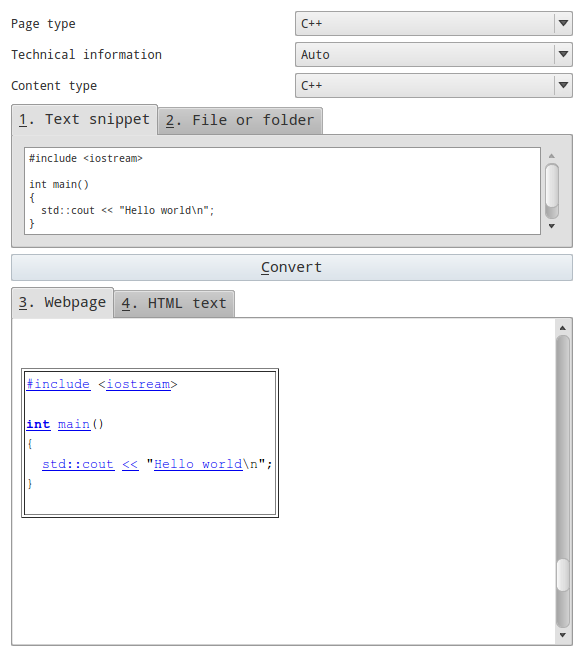 Page type C++
Technical information Auto
Content type C++
1. Text snippet 2. File or folder
#include <iostream>
int main()
{
  std::cout << "Hello world\n";
}
Convert
3. Webpage 4. HTML text
#include <iostream>
int main()
{
  std::cout << "Hello world\n";
}